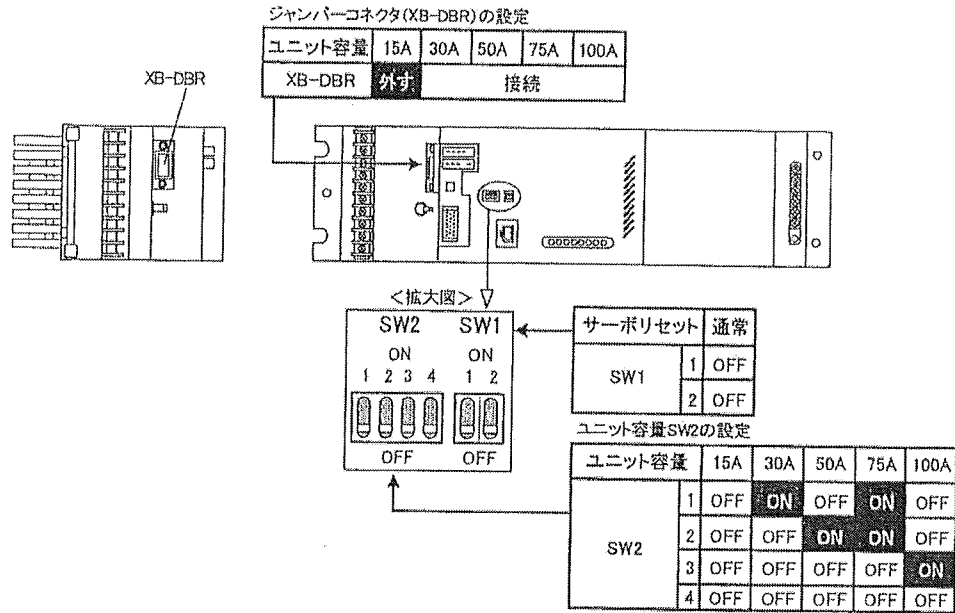 ジャンパーコネクタ(XB-DBR)の設定
ユニット容量 15A 30A 50A 75A 100A
XB-DBR 外す 接続
XB-DBR
<拡大図>
SW2 SW1
ON ON
1 2 3 4 1 2
OFF OFF
サーボリセット 通常
SW1 1 OFF
2 OFF
ユニット容量SW2の設定
ユニット容量 15A 30A 50A 75A 100A
SW2 1 OFF ON OFF ON OFF
2 OFF OFF ON ON OFF
3 OFF OFF OFF OFF ON
4 OFF OFF OFF OFF OFF